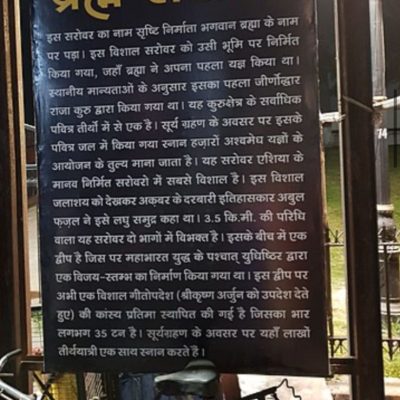 ब्रह्म
इस सरोवर का नाम सृष्टि निर्माता भगवान ब्रह्मा के नाम
पर पड़ा। इस विशाल सरोवर को उसी भूमि पर निर्मित
किया गया, जहाँ ब्रह्मा ने अपना पहला यज्ञ किया था।
स्थानीय मान्यताओं के अनुसार इसका पहला जीर्णोद्धार
राजा कुरु द्वारा किया गया था। यह कुरुक्षेत्र के सर्वाधिक
पवित्र तीर्थों में से एक है। सूर्य ग्रहण के अवसर पर इसके
पवित्र जल में किया गया स्नान हज़ारों अश्वमेध यज्ञों के
आयोजन के तुल्य माना जाता है। यह सरोवर एशिया के
मानव निर्मित सरोवरो में सबसे विशाल है। इस विशाल
जलाशय को देखकर अकबर के दरबारी इतिहासकार अबुल
फज़ल ने इसे लघु समुद्र कहा था। 3.5 कि.मी. की परिधि
वाला यह सरोवर दो भागों में विभक्त है। इसके बीच में एक
द्वीप है जिस पर महाभारत युद्ध के पश्चात् युधिष्ठिर द्वारा
एक विजय-स्तम्भ का निर्माण किया गया था। इस द्वीप पर
अभी एक विशाल गीतोपदेश (श्रीकृष्ण अर्जुन को उपदेश देते
हुए) की कांस्य प्रतिमा स्थापित की गई है जिसका भार
लगभग 35 टन है। सूर्यग्रहण के अवसर पर यहाँ लाखों
तीर्थयात्री एक साथ स्नान करते है।
74